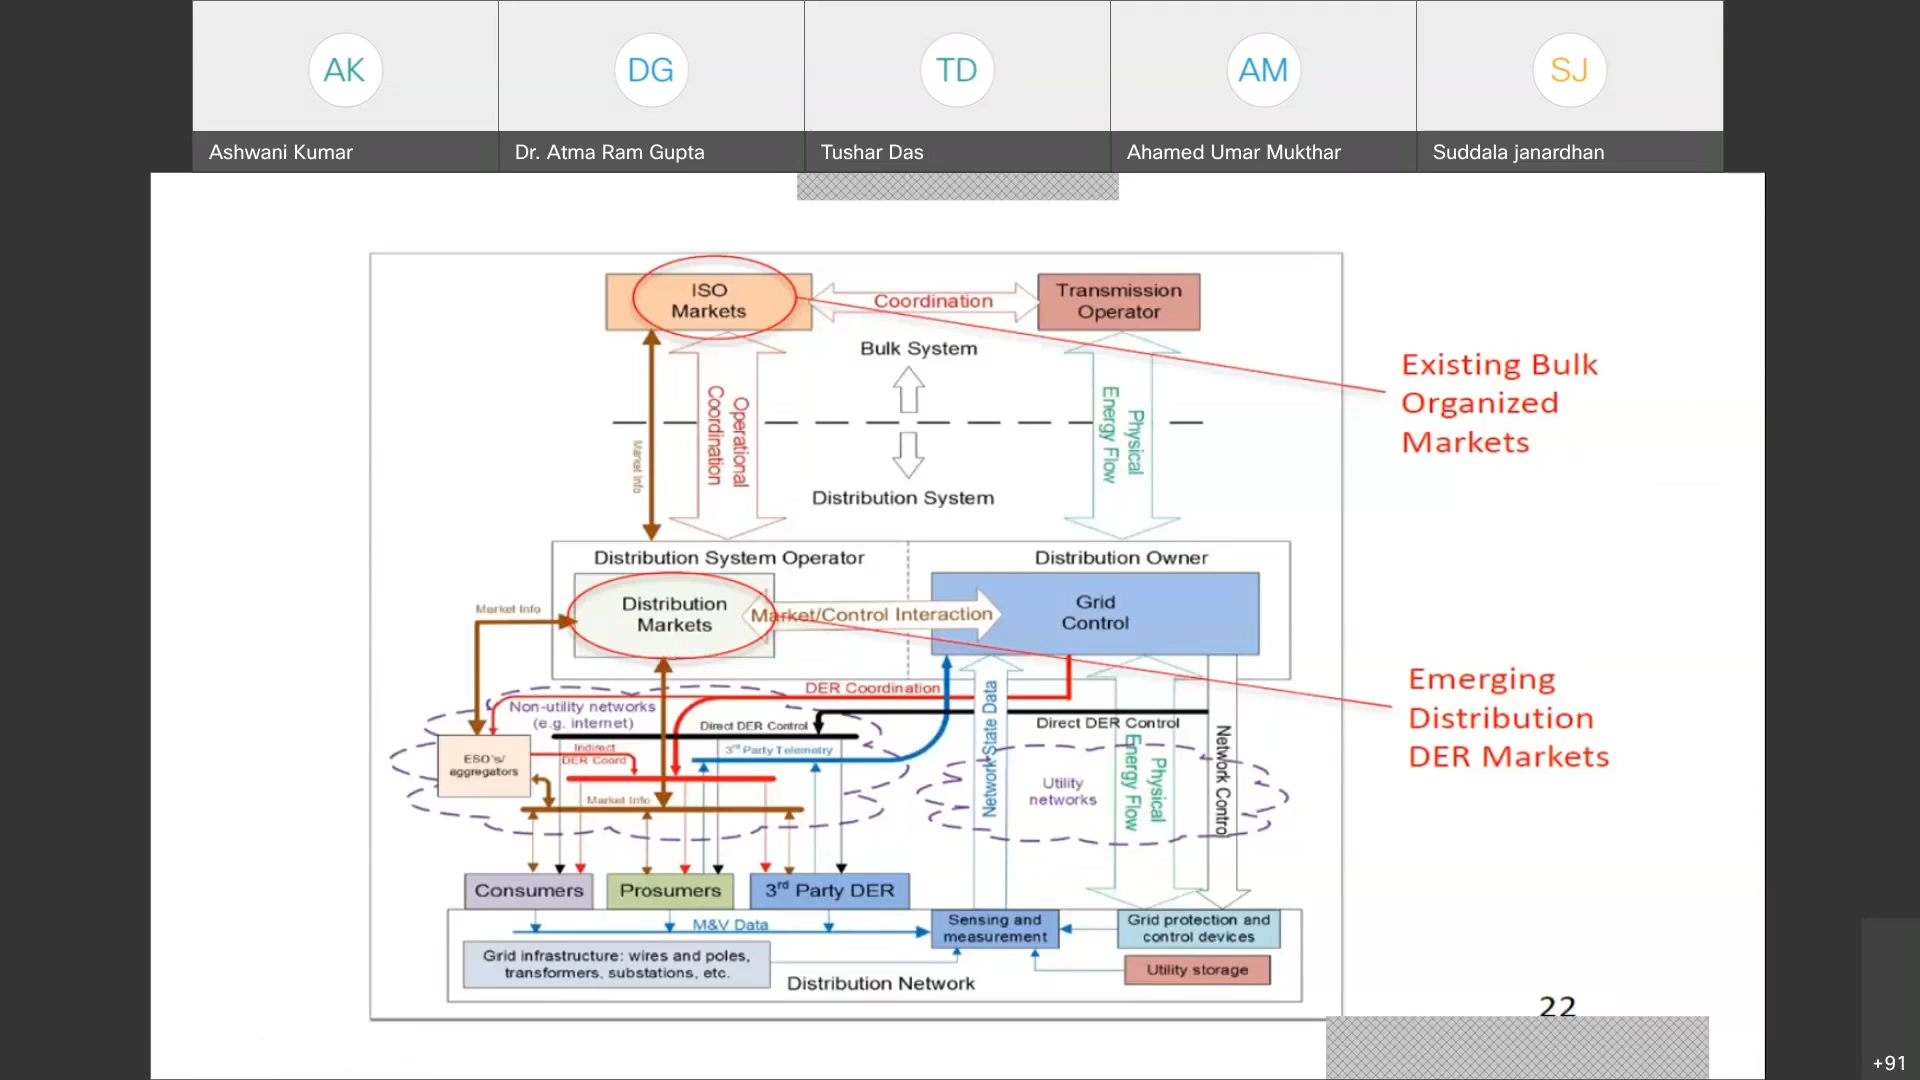 AK
DG
TD
AM
SJ
Ashwani Kumar
Dr. Atma Ram Gupta
Tushar Das
Ahamed Umar Mukthar
Suddala janardhan
ISO
Markets
Coordination
Transmission
Operator
Bulk System
Existing Bulk
Organized
Markets
Market Info
Operational
Coordination
Physical
Energy Flow
Distribution System
Distribution System Operator
Distribution Owner
Market Info
Distribution
Markets
Market/Control Interaction
Grid
Control
Emerging
Distribution
DER Markets
DER Coordination
Non-utility networks
(e.g. internet)
Direct DER Control
Direct DER Control
ESO's/
aggregators
Indirect
DER Coord
3rd Party Telemetry
Market Info
Network State Data
Utility
networks
Physical
Energy Flow
Network Control
Consumers
Prosumers
3rd Party DER
M&V Data
Sensing and
measurement
Grid protection and
control devices
Grid infrastructure: wires and poles,
transformers, substations, etc.
Utility storage
Distribution Network
22
+91